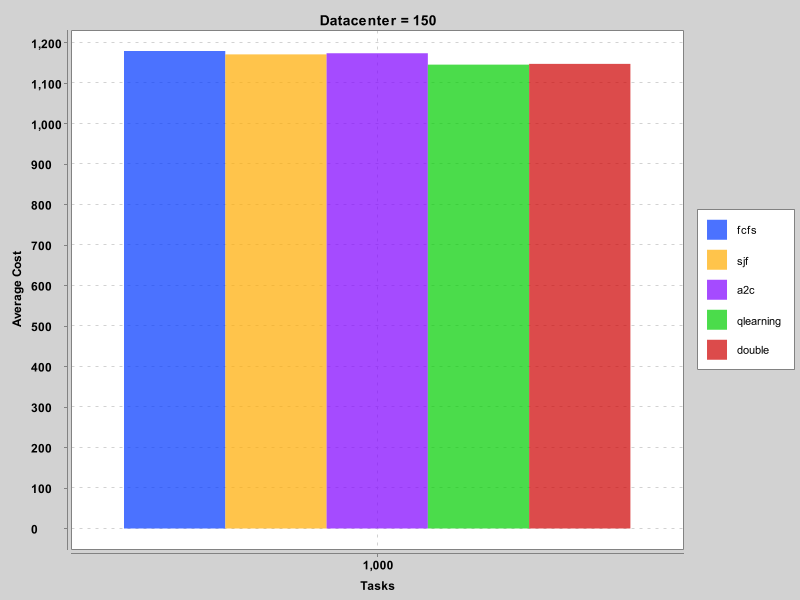 Datacenter = 150
1,200
1,100
1,000
900
800
700
600
500
400
300
200
100
0
Average Cost
1,000
Tasks
fcfs
sjf
a2c
qlearning
double